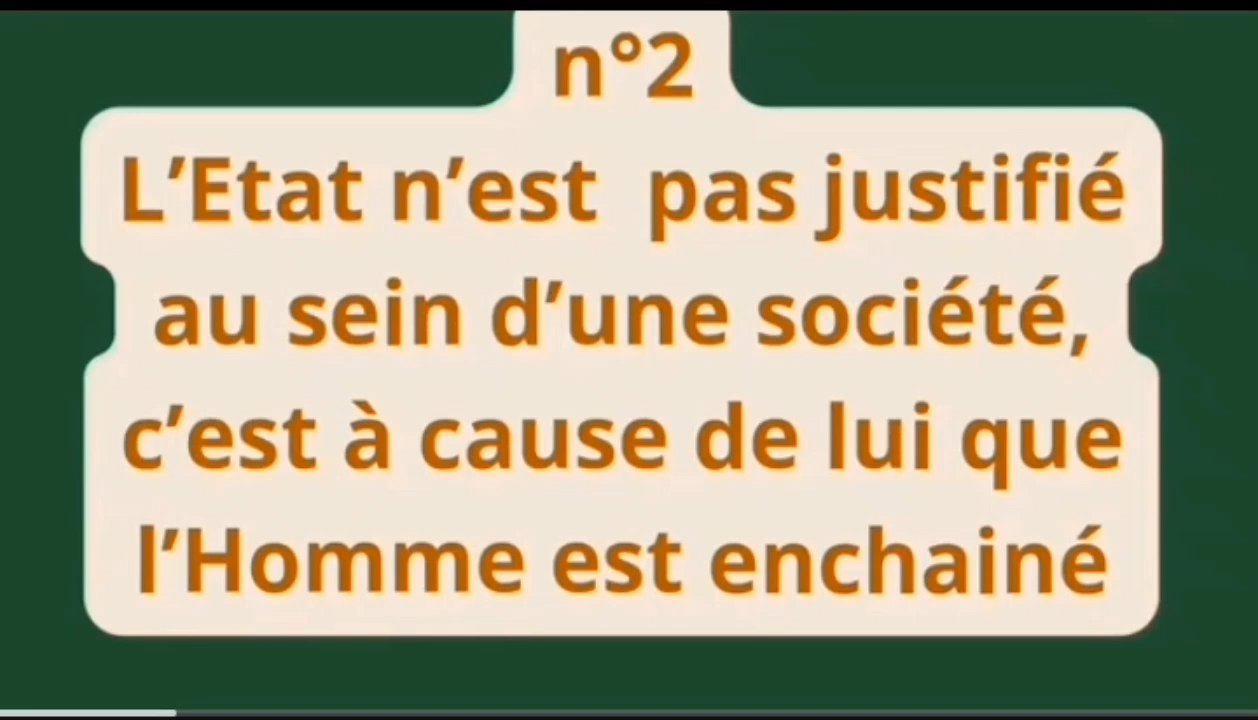 n°2
L’Etat n’est pas justifié
au sein d’une société,
c’est à cause de lui que
l’Homme est enchainé